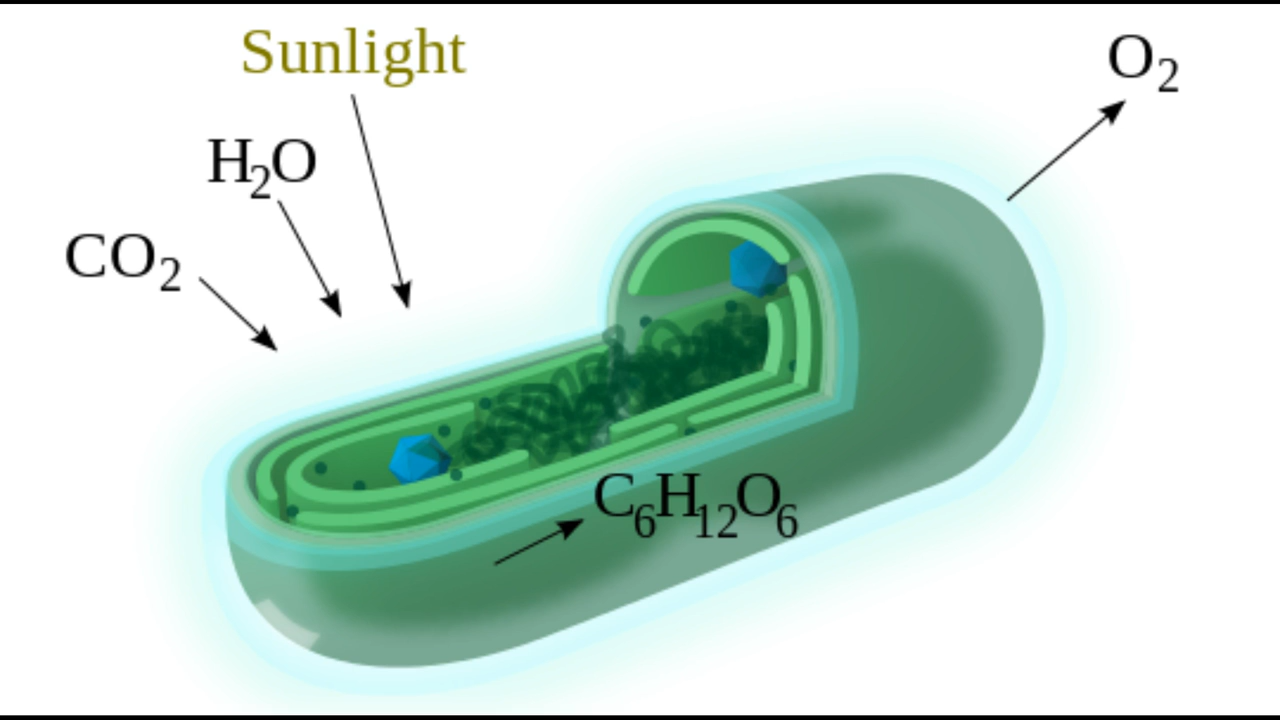 Sunlight
O₂
H₂O
CO₂
C₆H₁₂O₆